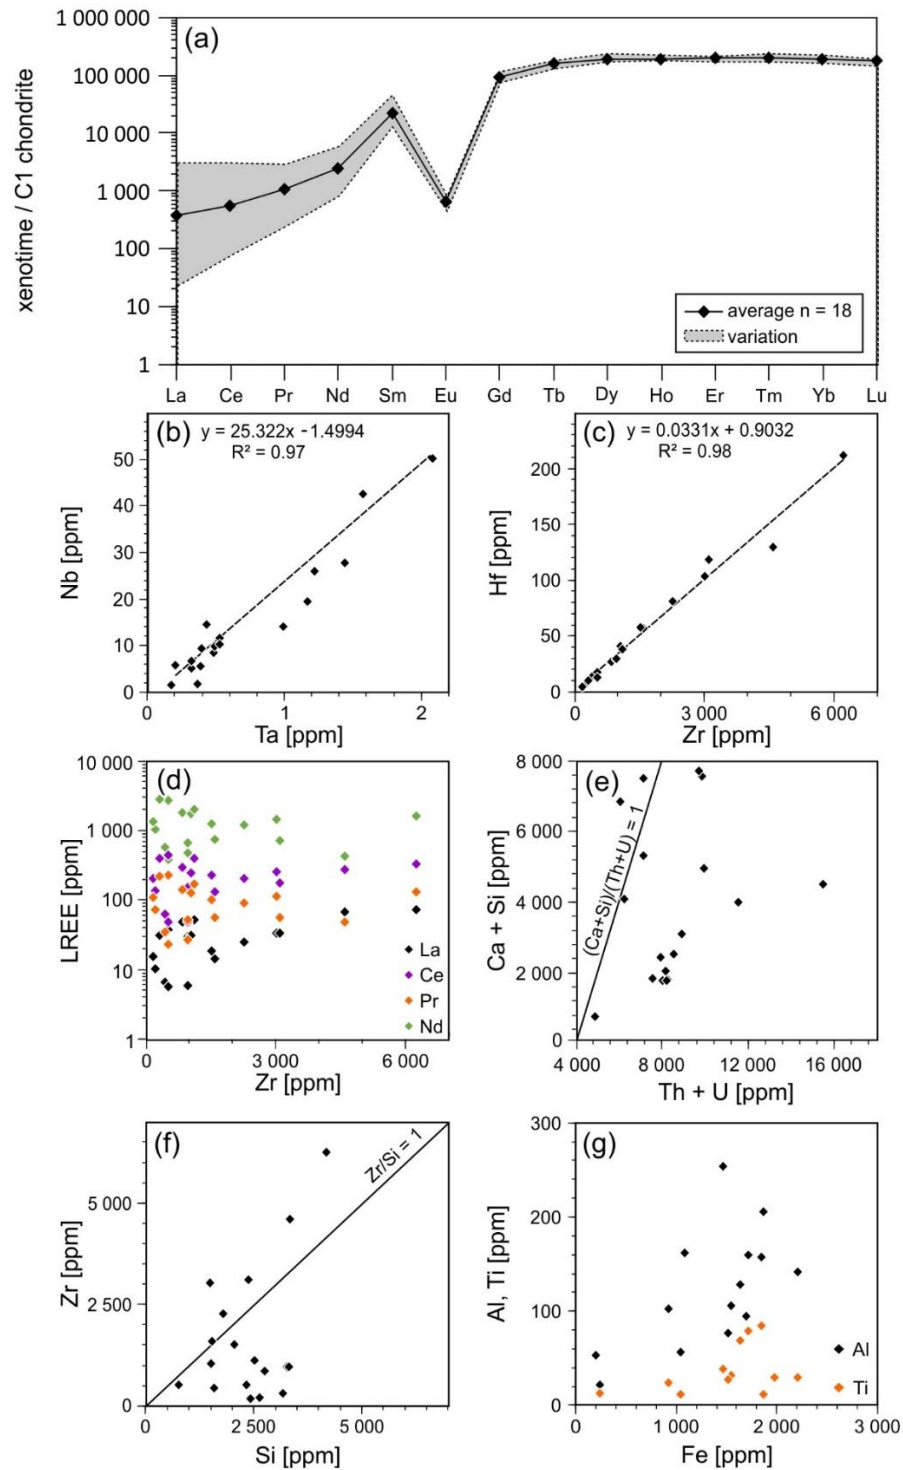 (a)
xenotime / C1 chondrite
1 000 000
100 000
10 000
1 000
100
10
1
average n = 18
variation
La Ce Pr Nd Sm Eu Gd Tb Dy Ho Er Tm Yb Lu
(b)
y = 25.322x - 1.4994
R² = 0.97
Nb [ppm]
50
40
30
20
10
0
0 1 2
Ta [ppm]
(c)
y = 0.0331x + 0.9032
R² = 0.98
Hf [ppm]
200
150
100
50
0
0 3 000 6 000
Zr [ppm]
(d)
LREE [ppm]
10 000
1 000
100
10
1
La
Ce
Pr
Nd
0 3 000 6 000
Zr [ppm]
(e)
Ca + Si [ppm]
8 000
6 000
4 000
2 000
0
(Ca+Si)/(Th+U) = 1
4 000 8 000 12 000 16 000
Th + U [ppm]
(f)
Zr [ppm]
5 000
2 500
0
Zr/Si = 1
0 2 500 5 000
Si [ppm]
(g)
Al, Ti [ppm]
300
200
100
0
Al
Ti
0 1 000 2 000 3 000
Fe [ppm]